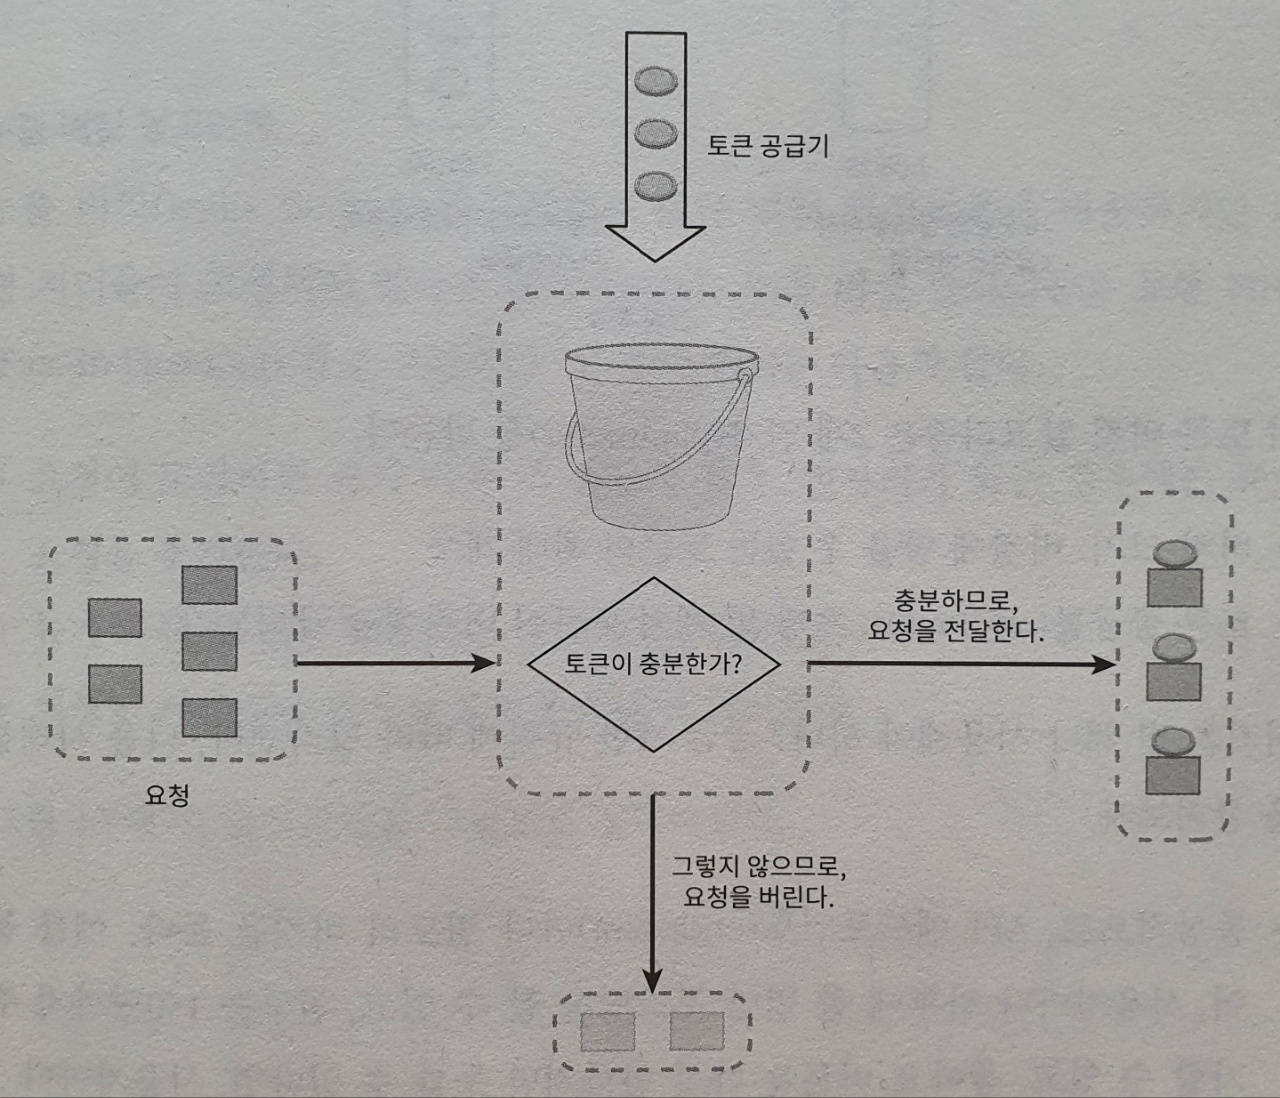 토큰 공급기
충분하므로,
요청을 전달한다.
토큰이 충분한가?
요청
그렇지 않으므로,
요청을 버린다.